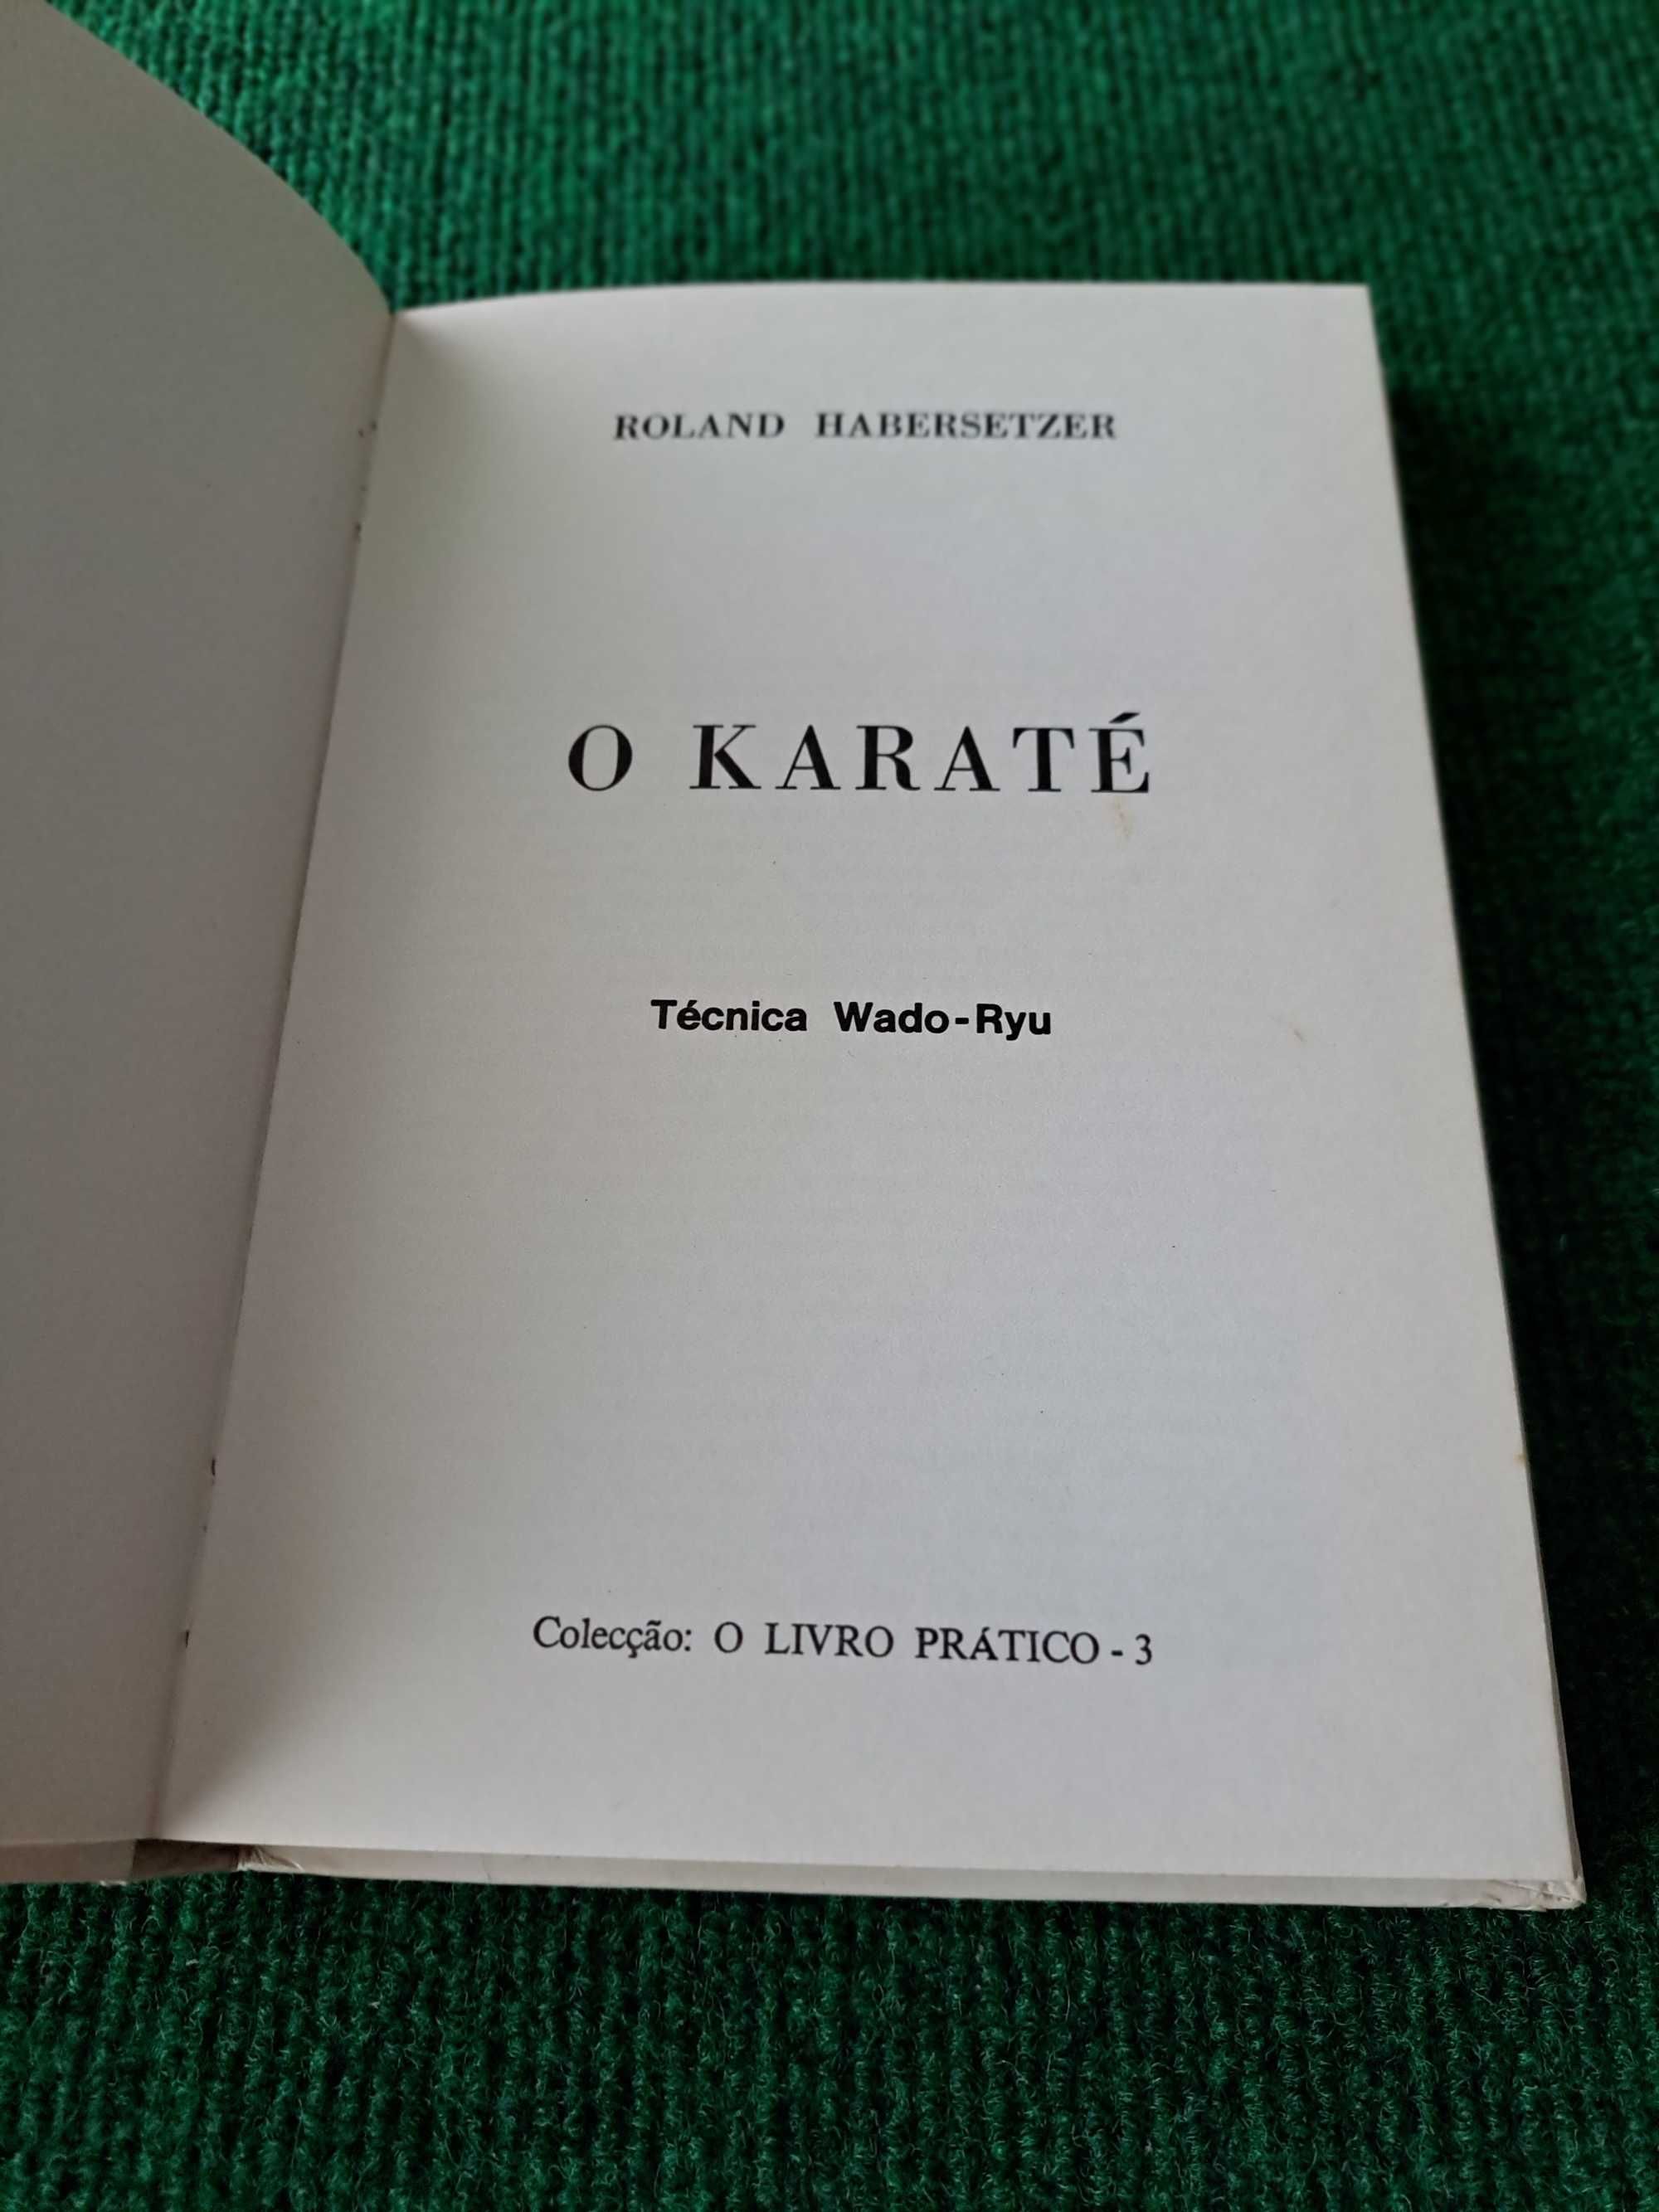 ROLAND HABERSETZER
O KARATÉ
Técnica Wado-Ryu
Colecção: O LIVRO PRÁTICO - 3